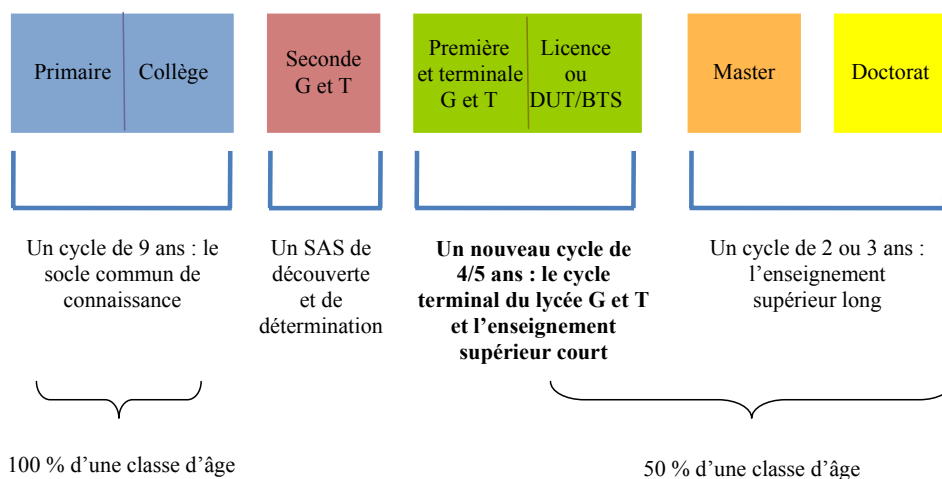 Primaire
Collège
Seconde
G et T
Première
et terminale
G et T
Licence
ou
DUT/BTS
Master
Doctorat
Un cycle de 9 ans : le
socle commun de
connaissance
Un SAS de
découverte
et de
détermination
Un nouveau cycle de
4/5 ans : le cycle
terminal du lycée G et T
et l’enseignement
supérieur court
Un cycle de 2 ou 3 ans :
l’enseignement
supérieur long
100 % d’une classe d’âge
50 % d’une classe d’âge